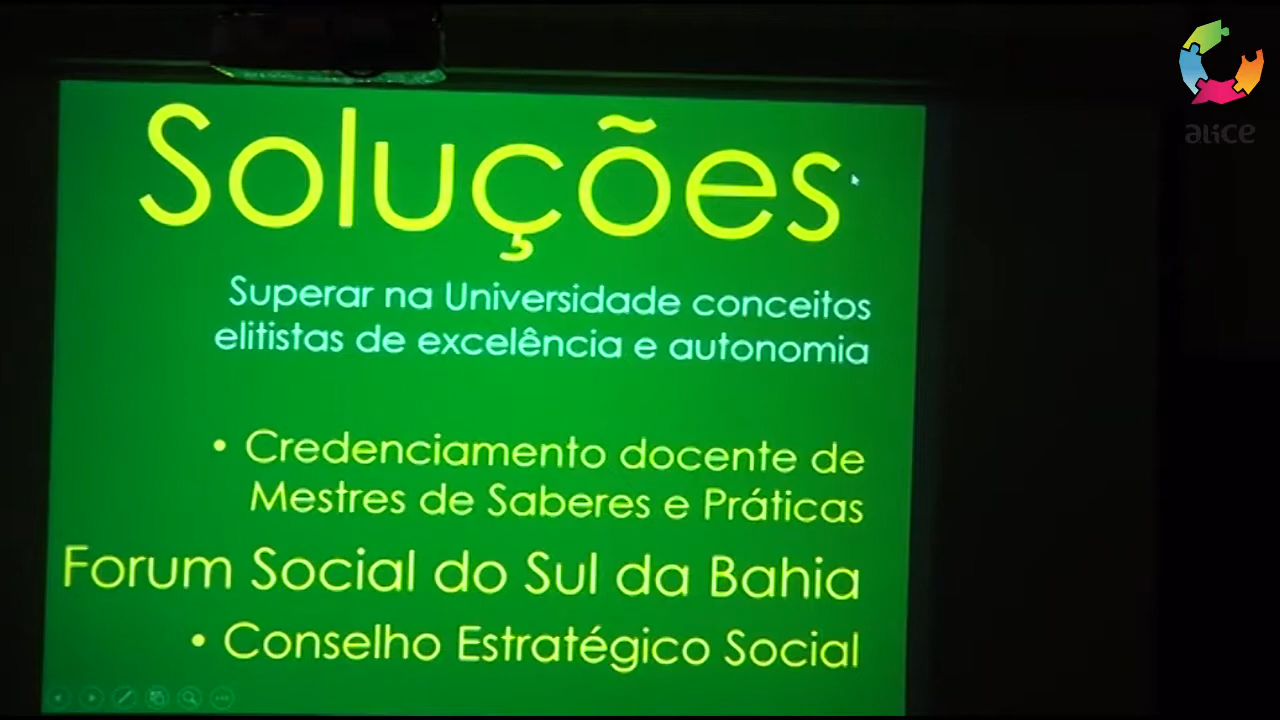 alice
Soluções
Superar na Universidade conceitos
elitistas de excelência e autonomia
• Credenciamento docente de
Mestres de Saberes e Práticas
Forum Social do Sul da Bahia
• Conselho Estratégico Social